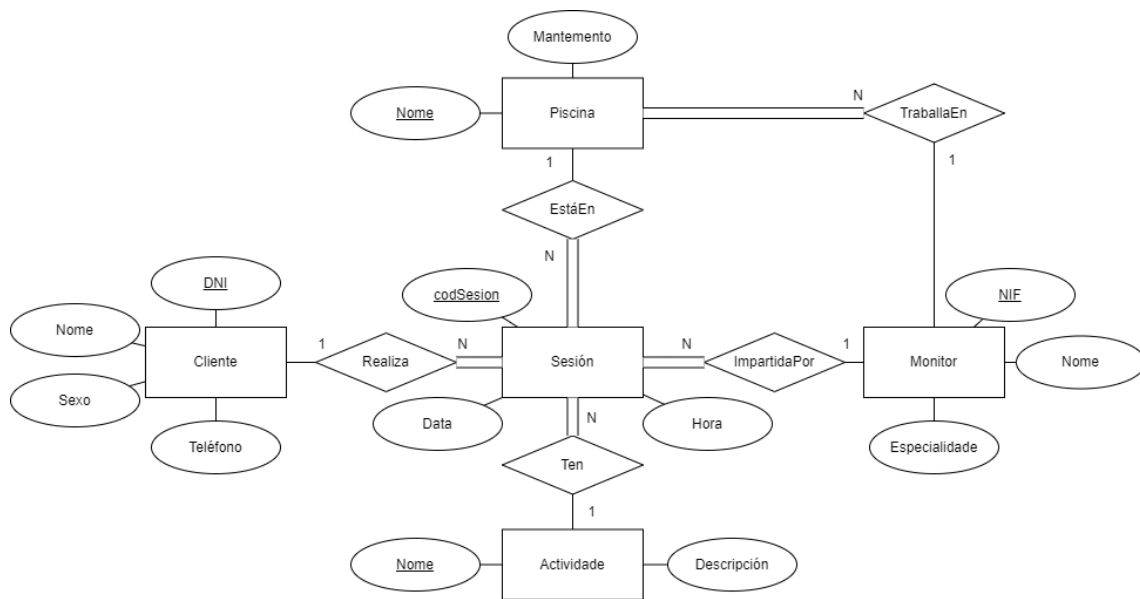 Mantemento
Nome
Piscina
N
TraballaEn
1
1
EstáEn
N
DNI
codSesion
NIF
Nome
Cliente
1
Realiza
N
Sesión
N
ImpartidaPor
1
Monitor
Nome
Sexo
Teléfono
Data
N
Hora
Especialidade
Ten
1
Nome
Actividade
Descripción